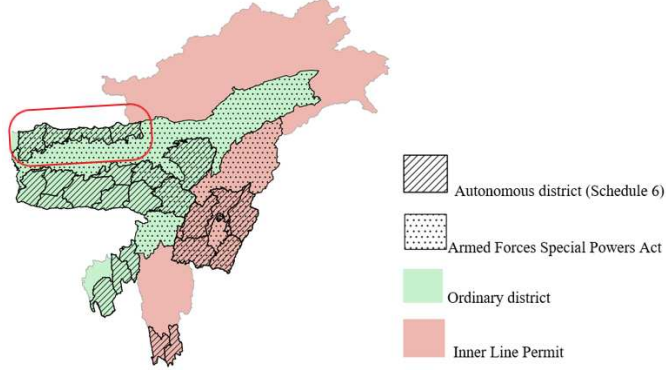 Autonomous district (Schedule 6)
Armed Forces Special Powers Act
Ordinary district
Inner Line Permit